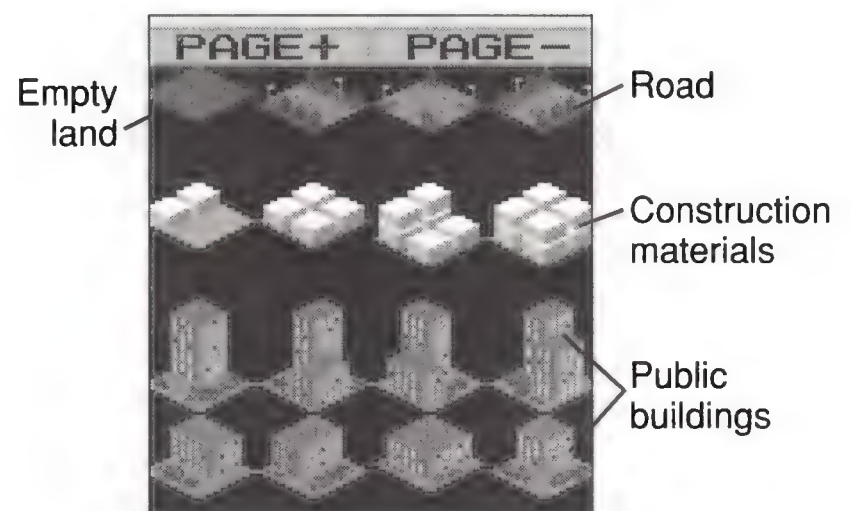 PAGE+ PAGE-
Empty
land
Road
Construction
materials
Public
buildings